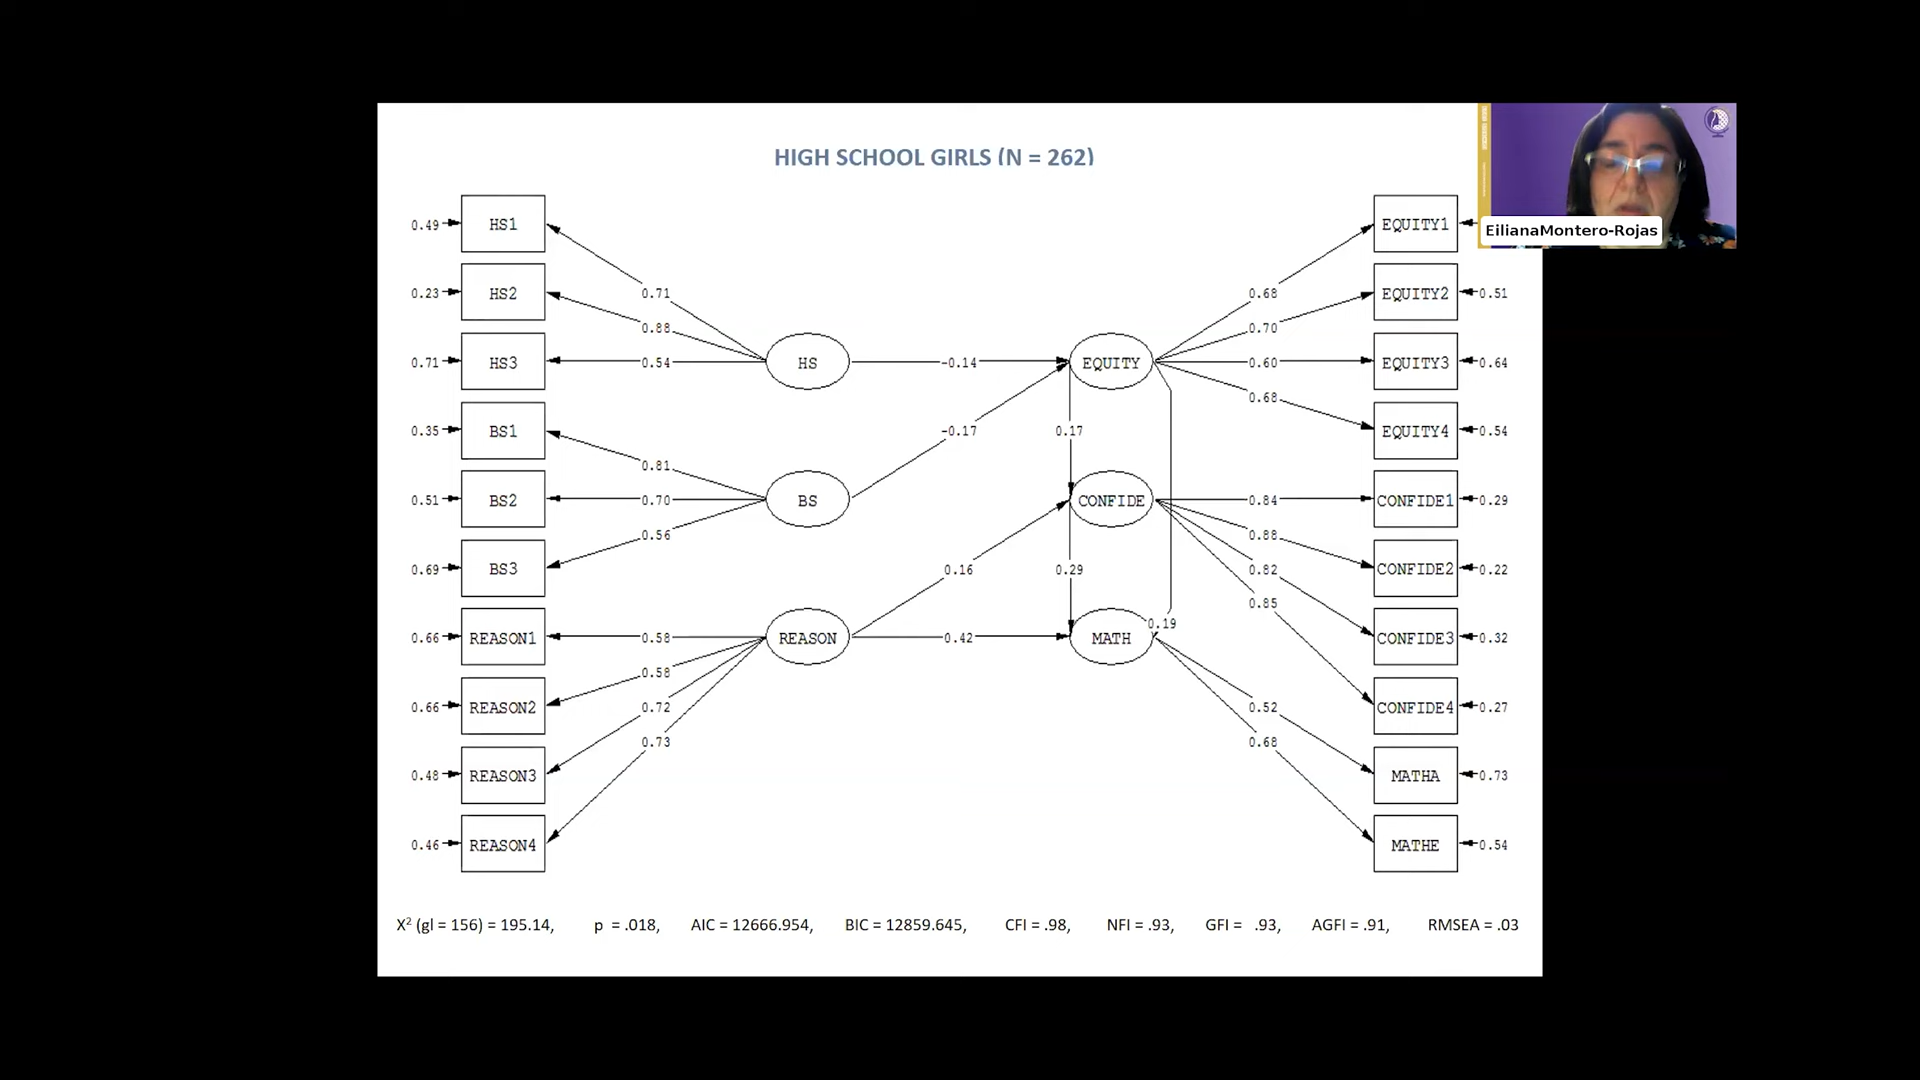 HIGH SCHOOL GIRLS (N = 262)
EilianaMontero-Rojas
0.49 HS1 EQUITY1
0.23 HS2 0.71 0.68 EQUITY2 0.51
0.88 0.70
0.71 HS3 0.54 HS -0.14 EQUITY 0.60 EQUITY3 0.64
0.68
0.35 BS1 -0.17 0.17 EQUITY4 0.54
0.81
0.51 BS2 0.70 BS CONFIDE 0.84 CONFIDE1 0.29
0.56 0.88
0.69 BS3 0.16 0.29 0.82 CONFIDE2 0.22
0.85
0.19
0.66 REASON1 0.58 REASON 0.42 MATH CONFIDE3 0.32
0.58
0.66 REASON2 0.72 0.52 CONFIDE4 0.27
0.73 0.68
0.48 REASON3 MATHA 0.73
0.46 REASON4 MATHE 0.54
X² (gl = 156) = 195.14, p = .018, AIC = 12666.954, BIC = 12859.645, CFI = .98, NFI = .93, GFI = .93, AGFI = .91, RMSEA = .03